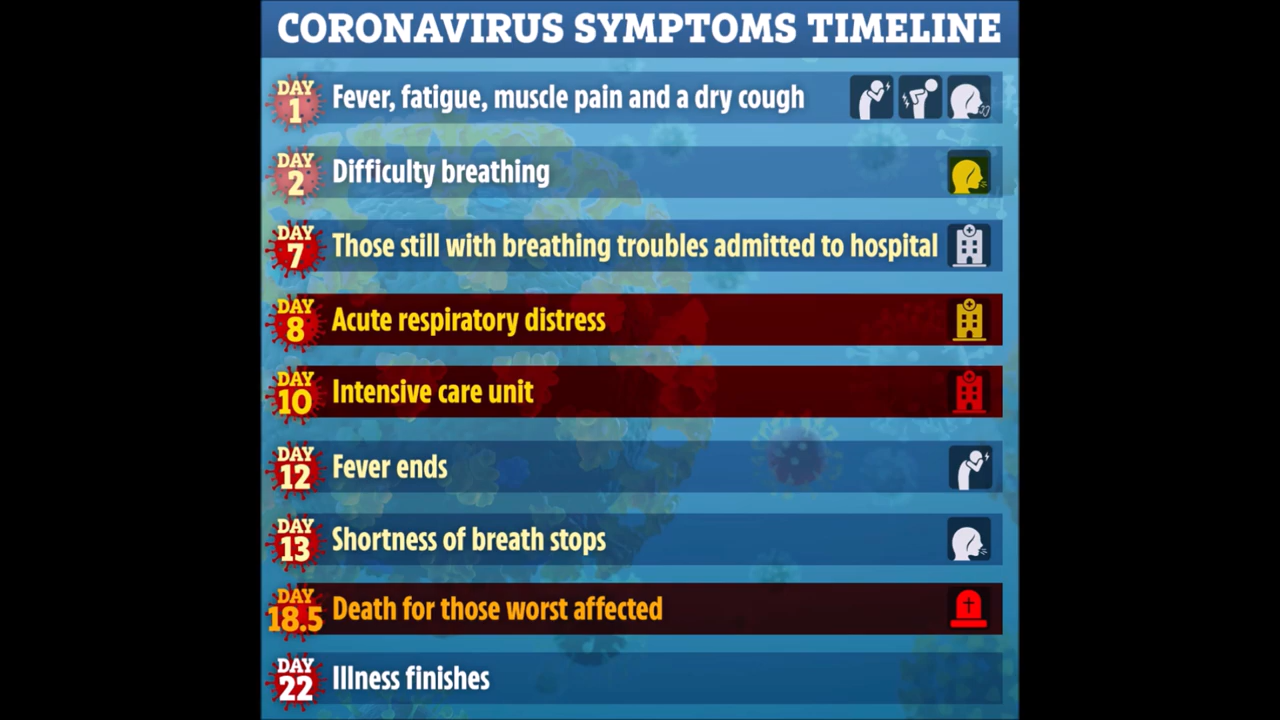 CORONAVIRUS SYMPTOMS TIMELINE
DAY
1
Fever, fatigue, muscle pain and a dry cough
DAY
2
Difficulty breathing
DAY
7
Those still with breathing troubles admitted to hospital
DAY
8
Acute respiratory distress
DAY
10
Intensive care unit
DAY
12
Fever ends
DAY
13
Shortness of breath stops
DAY
18.5
Death for those worst affected
DAY
22
Illness finishes